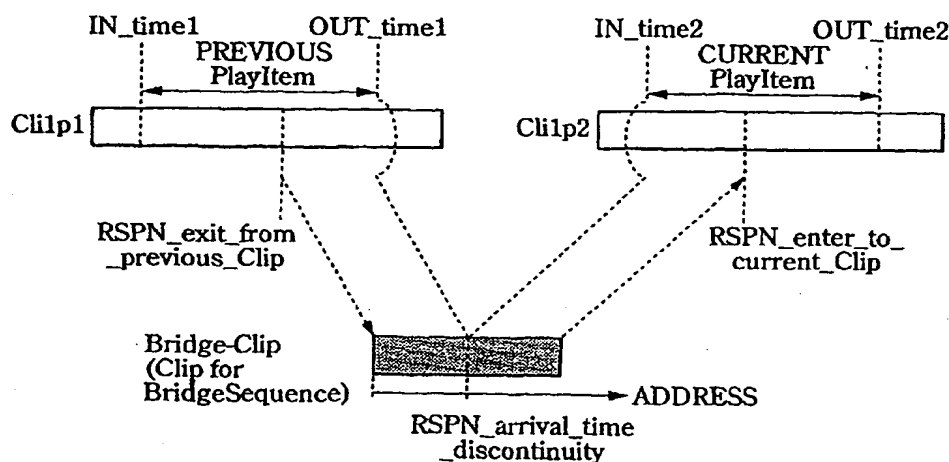 IN_time1
OUT_time1
PREVIOUS
PlayItem
Cli1p1
RSPN_exit_from
_previous_Clip
IN_time2
OUT_time2
CURRENT
PlayItem
Cli1p2
RSPN_enter_to_
current_Clip
Bridge-Clip
(Clip for
BridgeSequence)
ADDRESS
RSPN_arrival_time
_discontinuity